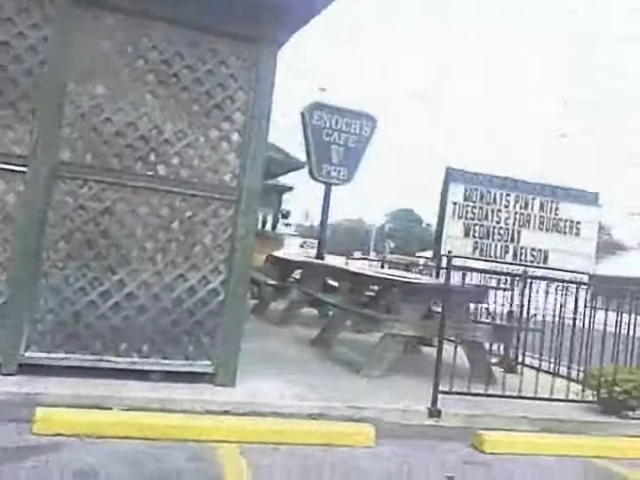 ENOCH'S
CAFE
PUB
MONDAYS PINT NITE
TUESDAYS 2 FOR 1 BURGERS
WEDNESDAY
PHILLIP NELSON